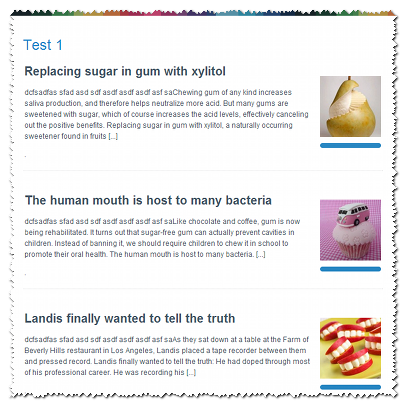 Test 1
Replacing sugar in gum with xylitol
dcfsadfas sfad asd sdf asdf asdf asdf asf saChewing gum of any kind increases
saliva production, and therefore helps neutralize more acid. But many gums are
sweetened with sugar, which of course increases the acid levels, effectively canceling
out the positive benefits. Replacing sugar in gum with xylitol, a naturally occurring
sweetener found in fruits [...]
.
The human mouth is host to many bacteria
dcfsadfas sfad asd sdf asdf asdf asdf asf saLike chocolate and coffee, gum is now
being rehabilitated. It turns out that sugar-free gum can actually prevent cavities in
children. Instead of banning it, we should require children to chew it in school to
promote their oral health. The human mouth is host to many bacteria. [...]
.
Landis finally wanted to tell the truth
dcfsadfas sfad asd sdf asdf asdf asdf asf saAs they sat down at a table at the Farm of
Beverly Hills restaurant in Los Angeles, Landis placed a tape recorder between them
and pressed record. Landis finally wanted to tell the truth: He had doped through most
of his professional career. He was recording his [...]